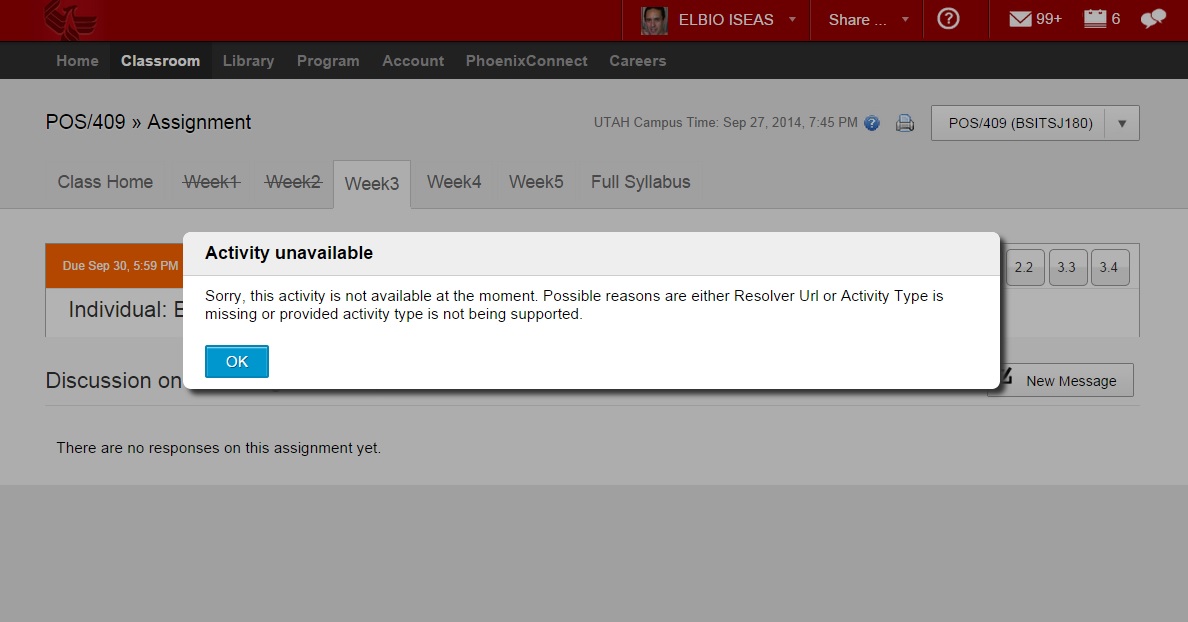 ELBIO ISEAS Share ... 99+ 6
Home Classroom Library Program Account PhoenixConnect Careers
POS/409 » Assignment
UTAH Campus Time: Sep 27, 2014, 7:45 PM ? POS/409 (BSITSJ180)
Class Home Week1 Week2 Week3 Week4 Week5 Full Syllabus
Due Sep 30, 5:59 PM
2.2 3.3 3.4
Individual: E
Activity unavailable
Sorry, this activity is not available at the moment. Possible reasons are either Resolver Url or Activity Type is
missing or provided activity type is not being supported.
OK
Discussion on
New Message
There are no responses on this assignment yet.